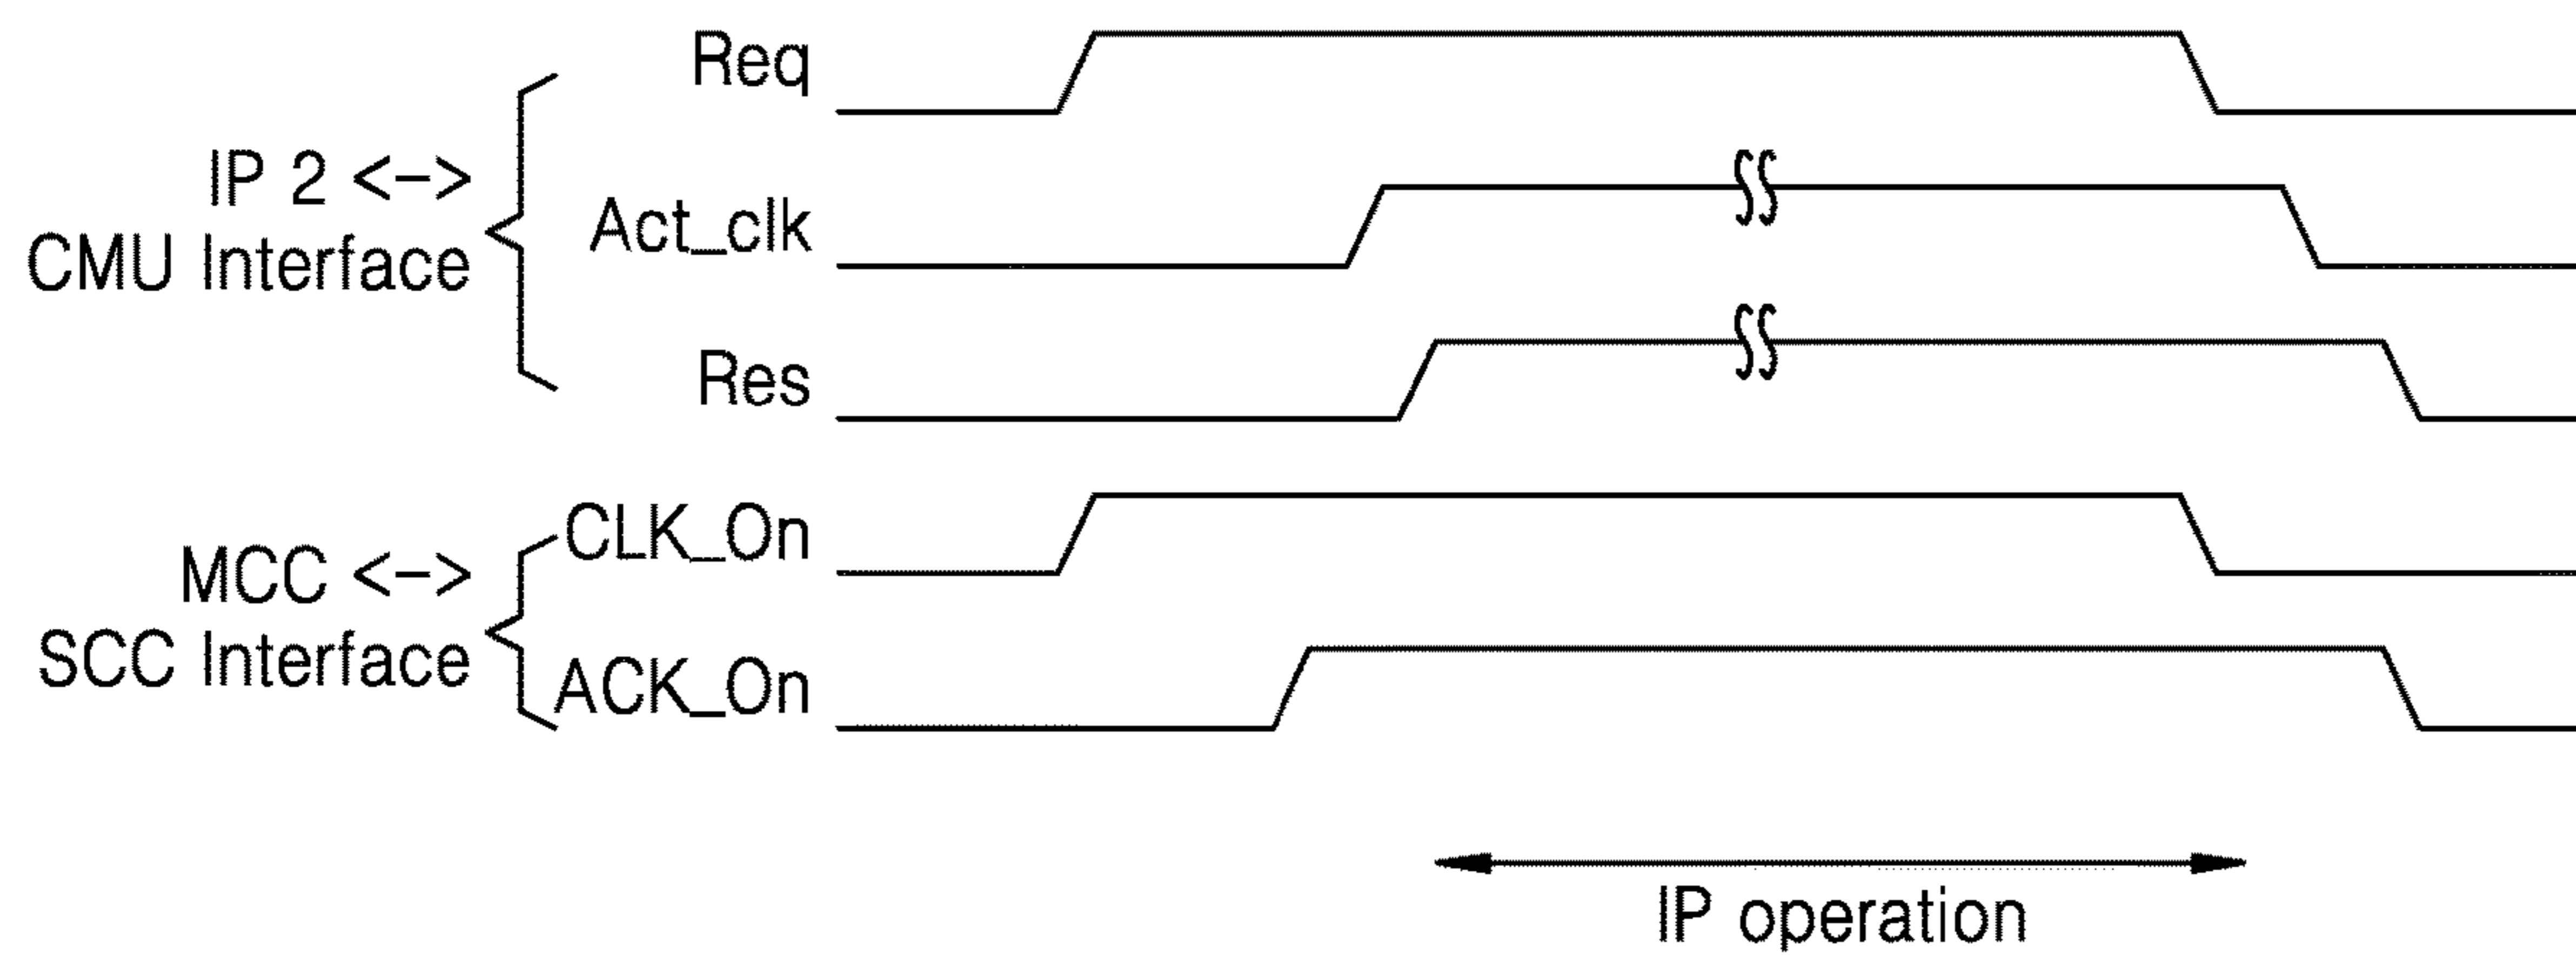 Req
IP 2 <->
CMU Interface
Act_clk
Res
CLK_On
MCC <->
SCC Interface
ACK_On
IP operation